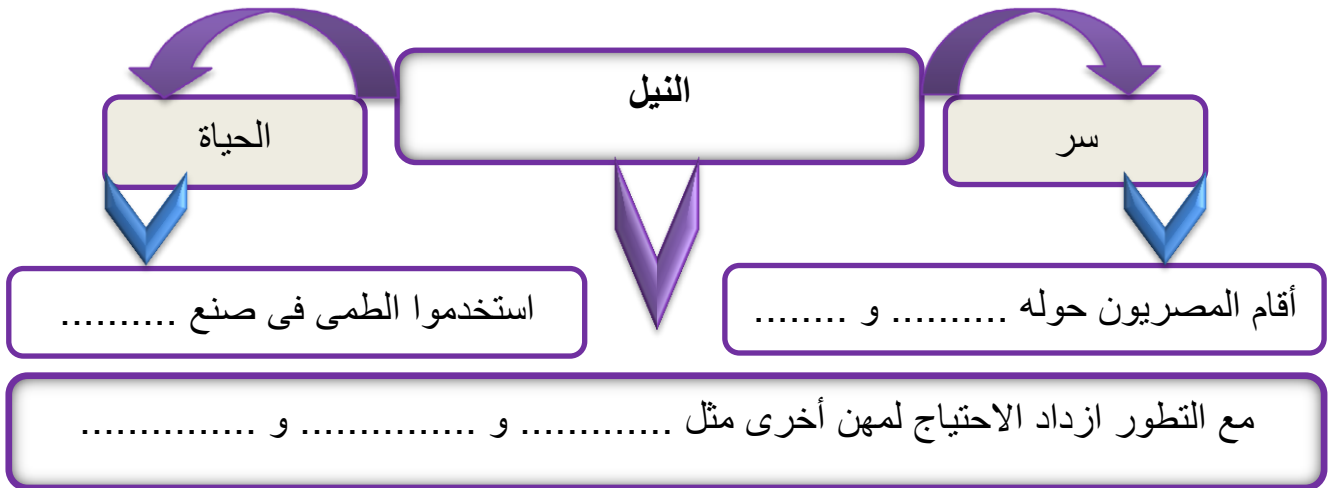 النيل
سر
الحياة
أقام المصريون حوله .......... و ........
استخدموا الطمى فى صنع ..........
مع التطور ازداد الاحتياج لمهن أخرى مثل ............. و ............... و ...............